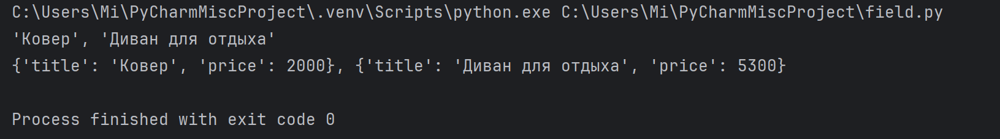 C:\Users\Mi\PyCharmMiscProject\.venv\Scripts\python.exe C:\Users\Mi\PyCharmMiscProject\field.py
'Ковер', 'Диван для отдыха'
{'title': 'Ковер', 'price': 2000}, {'title': 'Диван для отдыха', 'price': 5300}
Process finished with exit code 0